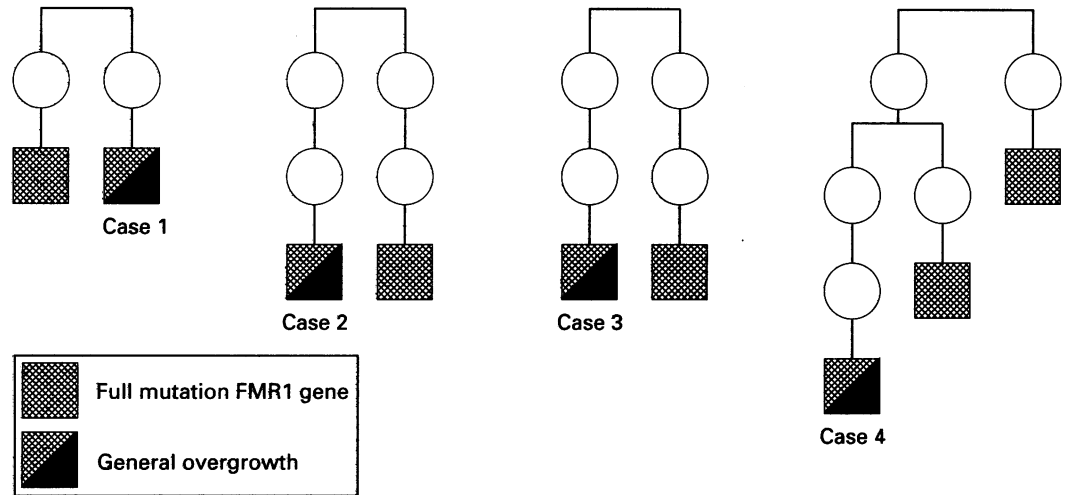 Case 1
Case 2
Case 3
Case 4
Full mutation FMR1 gene
General overgrowth